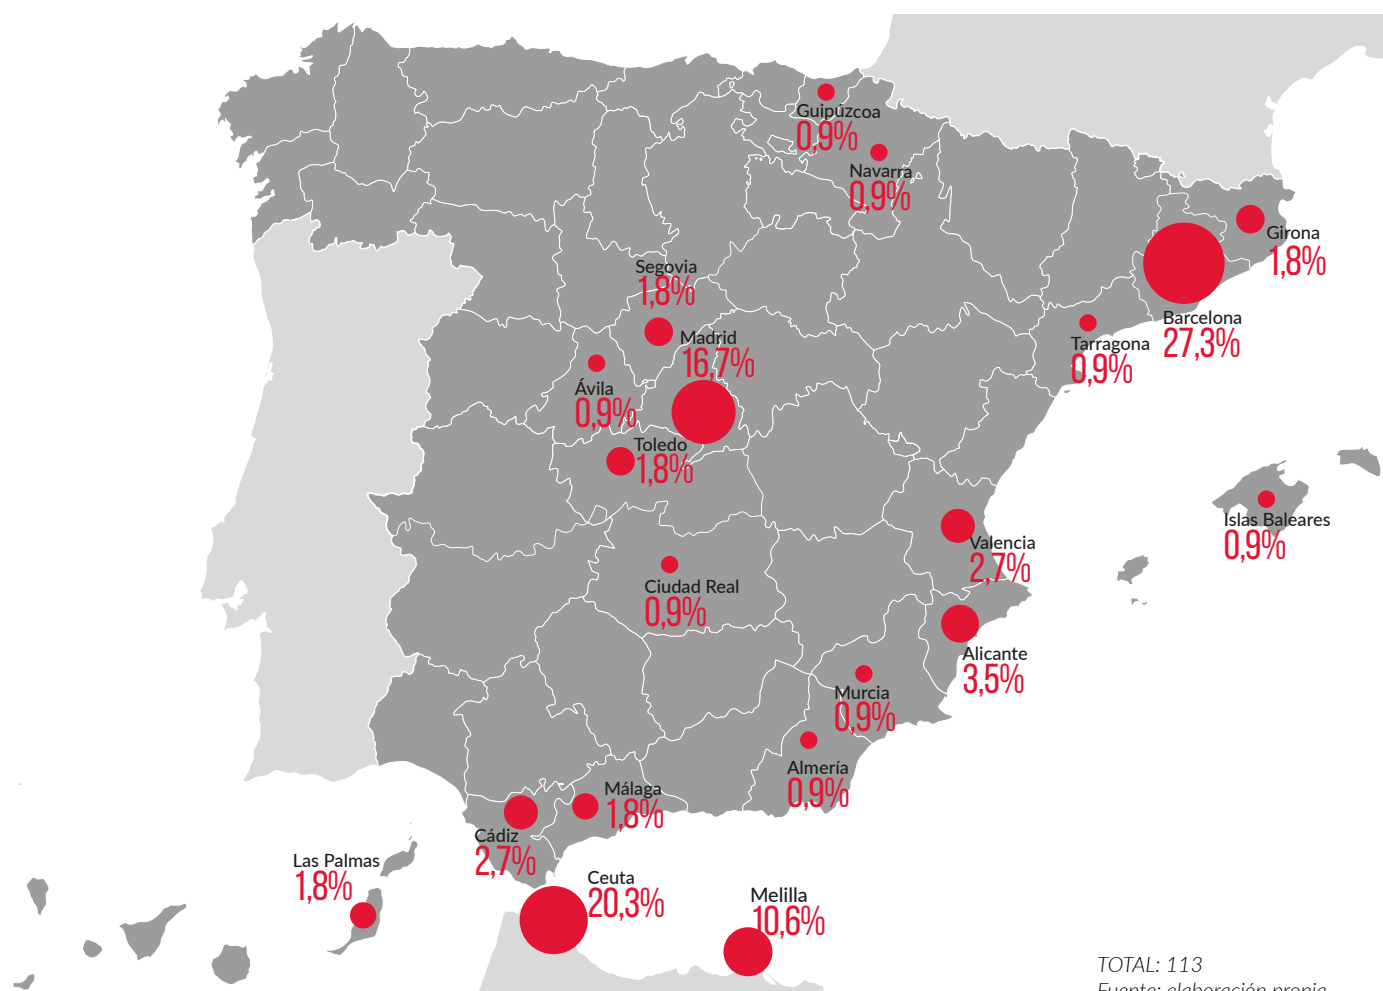 Guipúzcoa
0,9%
Navarra
0,9%
Girona
1,8%
Segovia
1,8%
Barcelona
27,3%
Madrid
16,7%
Tarragona
0,9%
Ávila
0,9%
Toledo
1,8%
Islas Baleares
0,9%
Valencia
2,7%
Ciudad Real
0,9%
Alicante
3,5%
Murcia
0,9%
Almería
0,9%
Málaga
1,8%
Cádiz
2,7%
Las Palmas
1,8%
Ceuta
20,3%
Melilla
10,6%
TOTAL: 113
Fuente: elaboración propia